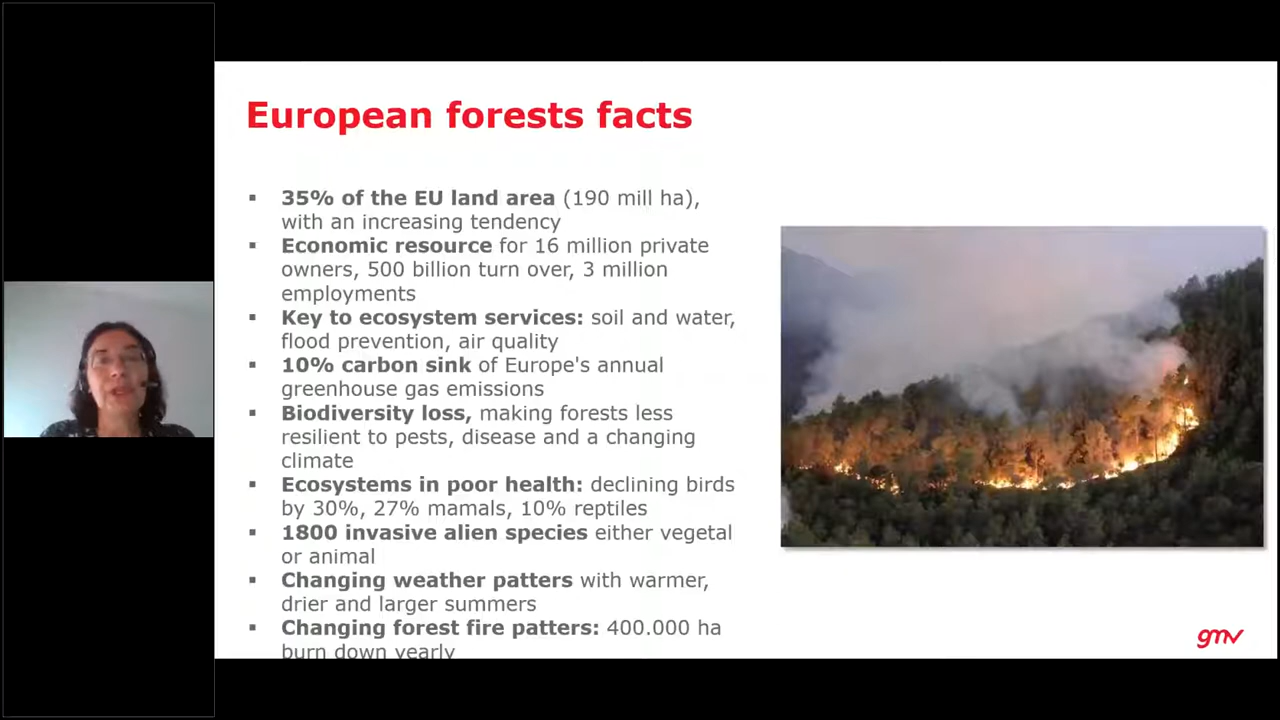 European forests facts
▪ 35% of the EU land area (190 mill ha),
with an increasing tendency
▪ Economic resource for 16 million private
owners, 500 billion turn over, 3 million
employments
▪ Key to ecosystem services: soil and water,
flood prevention, air quality
▪ 10% carbon sink of Europe's annual
greenhouse gas emissions
▪ Biodiversity loss, making forests less
resilient to pests, disease and a changing
climate
▪ Ecosystems in poor health: declining birds
by 30%, 27% mamals, 10% reptiles
▪ 1800 invasive alien species either vegetal
or animal
▪ Changing weather patters with warmer,
drier and larger summers
▪ Changing forest fire patters: 400.000 ha
burn down yearly
gmv